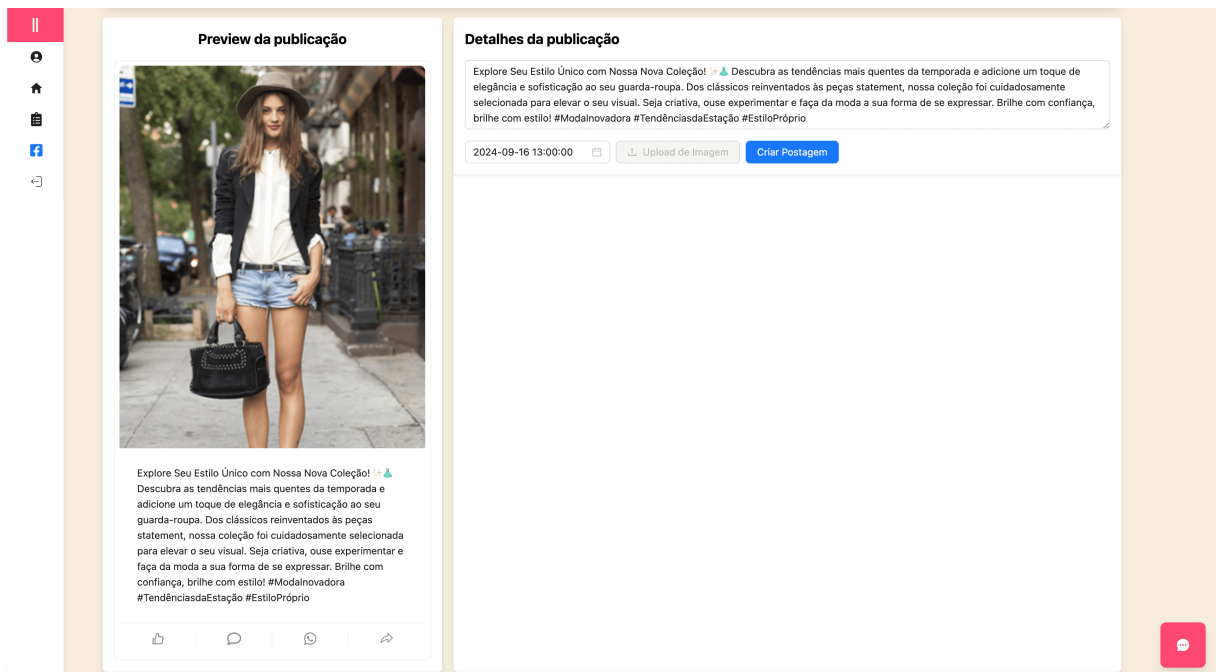 Preview da publicação
Explore Seu Estilo Único com Nossa Nova Coleção! ✨👗
Descubra as tendências mais quentes da temporada e
adicione um toque de elegância e sofisticação ao seu
guarda-roupa. Dos clássicos reinventados às peças
statement, nossa coleção foi cuidadosamente selecionada
para elevar o seu visual. Seja criativa, ouse experimentar e
faça da moda a sua forma de se expressar. Brilhe com
confiança, brilhe com estilo! #ModaInovadora
#TendênciasdaEstação #EstiloPróprio
Detalhes da publicação
Explore Seu Estilo Único com Nossa Nova Coleção! ✨👗 Descubra as tendências mais quentes da temporada e adicione um toque de
elegância e sofisticação ao seu guarda-roupa. Dos clássicos reinventados às peças statement, nossa coleção foi cuidadosamente
selecionada para elevar o seu visual. Seja criativa, ouse experimentar e faça da moda a sua forma de se expressar. Brilhe com confiança,
brilhe com estilo! #ModaInovadora #TendênciasdaEstação #EstiloPróprio
2024-09-16 13:00:00
Upload de Imagem
Criar Postagem